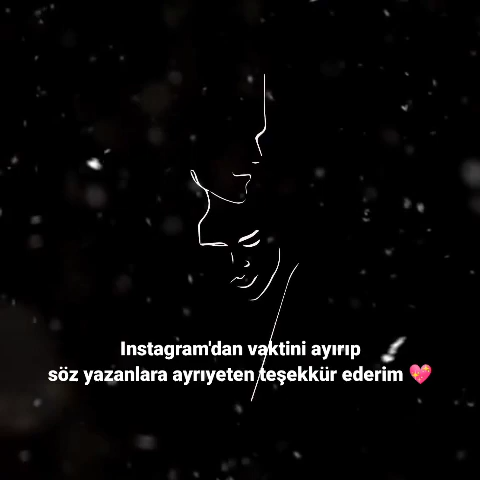 Instagram'dan vaktini ayırıp
söz yazanlara ayrıyeten teşekkür ederim 💖